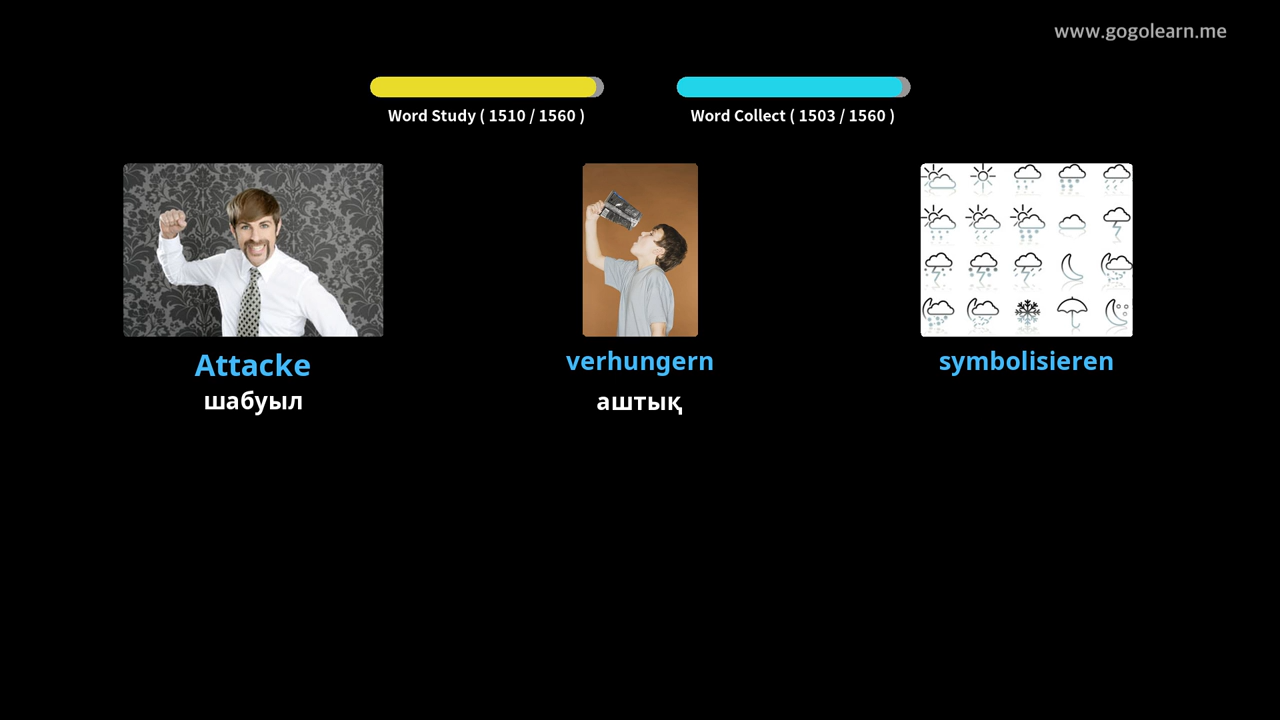 www.gogolearn.me
Word Study ( 1510 / 1560 )
Word Collect ( 1503 / 1560 )
Attacke
шабуыл
verhungern
аштық
symbolisieren